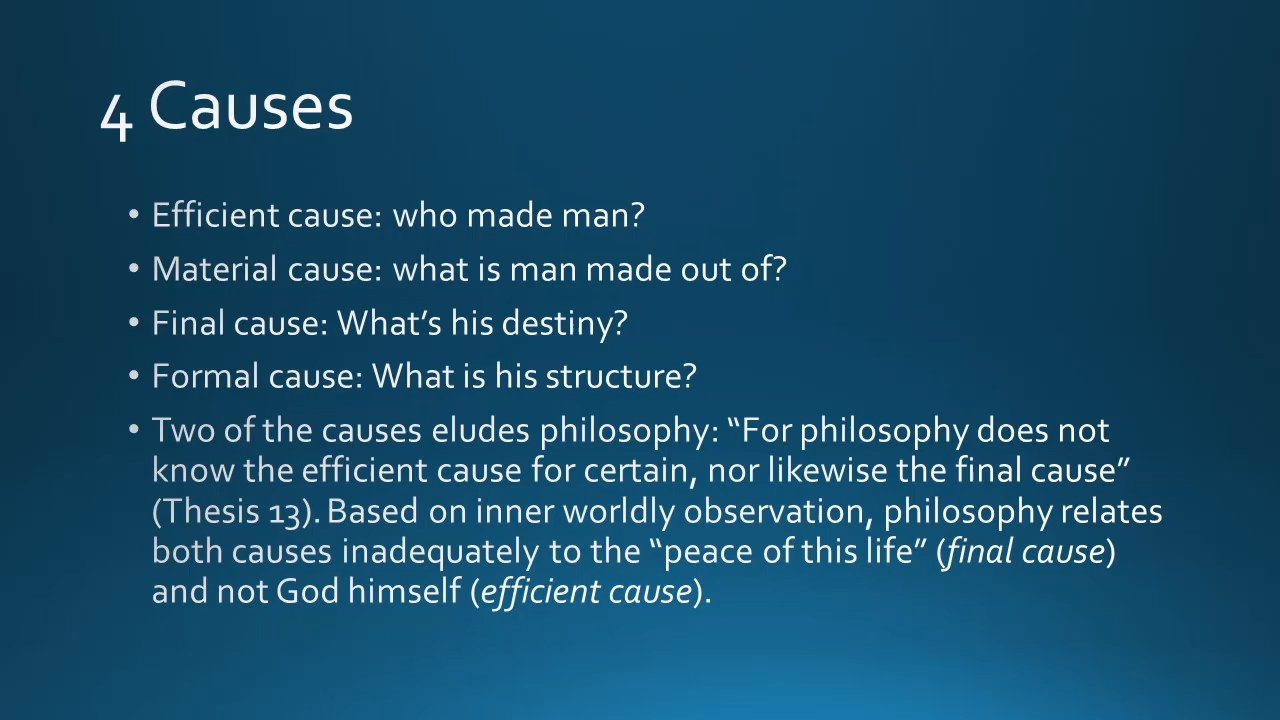 4 Causes
• Efficient cause: who made man?
• Material cause: what is man made out of?
• Final cause: What’s his destiny?
• Formal cause: What is his structure?
• Two of the causes eludes philosophy: “For philosophy does not
know the efficient cause for certain, nor likewise the final cause”
(Thesis 13). Based on inner worldly observation, philosophy relates
both causes inadequately to the “peace of this life” (final cause)
and not God himself (efficient cause).